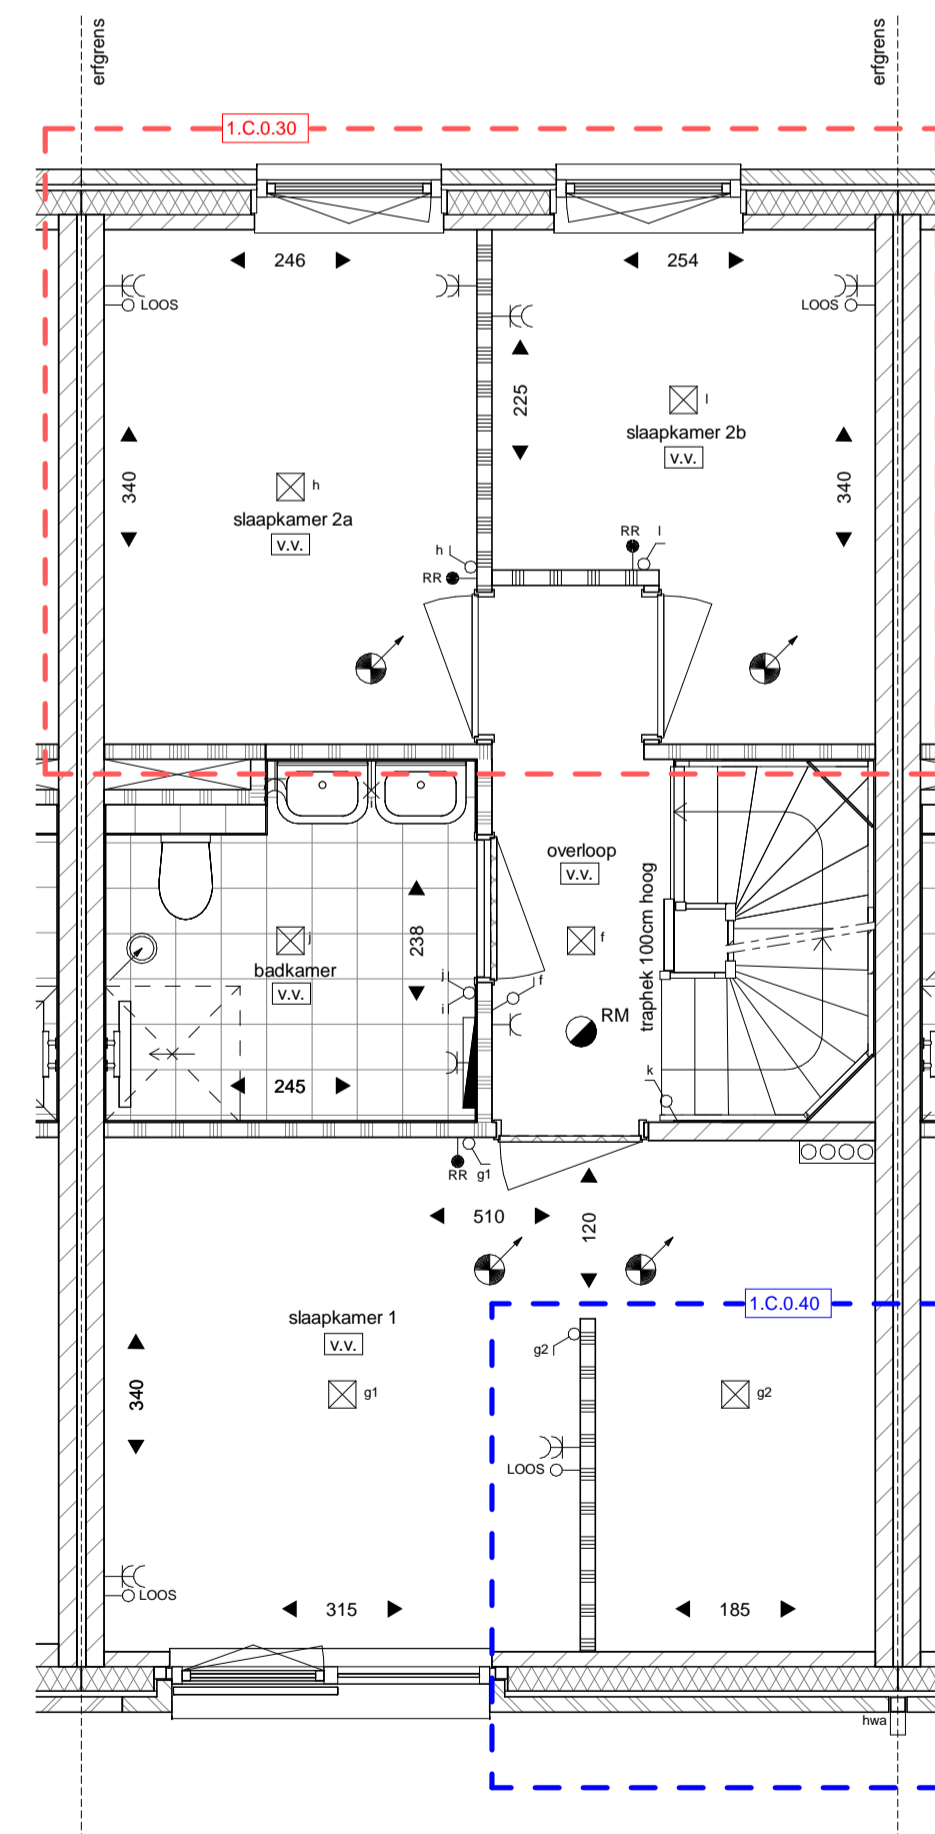 erfgrens
erfgrens
1.C.0.30
246
254
LOOS
LOOS
225
l
slaapkamer 2b
v.v.
340
340
h
slaapkamer 2a
v.v.
RR
l
h
RR
overloop
v.v.
traphek 100cm hoog
238
j
f
badkamer
v.v.
j
f
i
RM
k
245
RR
g1
510
120
1.C.0.40
slaapkamer 1
v.v.
g2
340
g1
g2
LOOS
LOOS
315
185
hwa